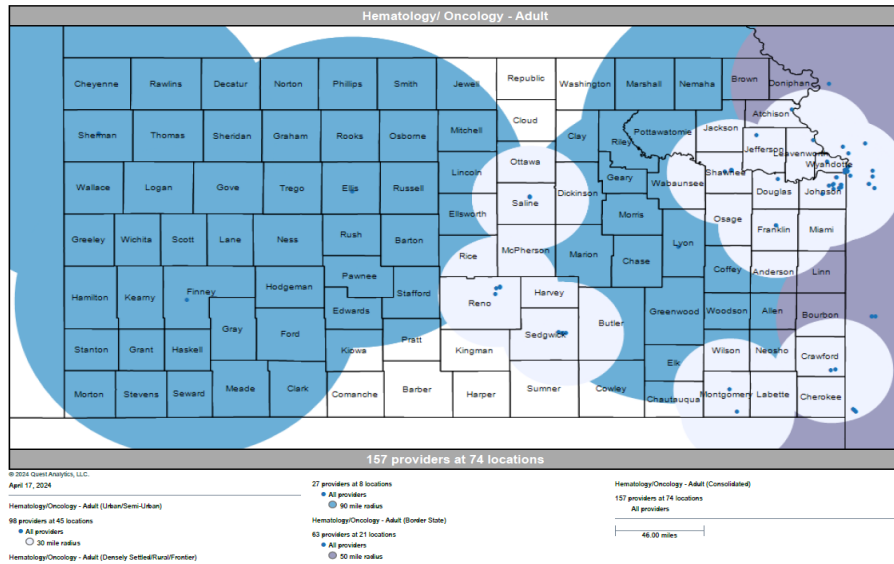 Hematology/ Oncology - Adult
Republic
Cheyenne Rawlins Decatur Norton Phillips Smith Jewell Washington Marshall Nemaha Brown Doniphan
Cloud Atchison
Sherman Thomas Sheridan Graham Rooks Osborne Mitchell Clay Riley Pottawatomie Jackson
Jefferson Leavenworth
Ottawa Wyandotte
Wallace Logan Gove Trego Ellis Russell Lincoln Dickinson Geary Wabaunsee Shawnee
Saline Douglas Johnson
Ellsworth Morris Osage
Greeley Wichita Scott Lane Ness Rush Barton Lyon Franklin Miami
Rice McPherson Marion Chase
Pawnee Coffey Anderson Linn
Hamilton Kearny Finney Hodgeman Stafford Reno Harvey
Edwards Greenwood Woodson Allen Bourbon
Gray Ford Butler
Stanton Grant Haskell Kiowa Pratt Kingman Sedgwick Elk Wilson Neosho Crawford
Morton Stevens Seward Meade Clark Comanche Barber Harper Sumner Cowley Chautauqua Montgomery Labette Cherokee
157 providers at 74 locations
© 2024 Quest Analytics, LLC.
April 17, 2024
Hematology/Oncology - Adult (Urban/Semi-Urban)
98 providers at 45 locations
All providers
30 mile radius
Hematology/Oncology - Adult (Densely Settled/Rural/Frontier)
27 providers at 8 locations
All providers
90 mile radius
Hematology/Oncology - Adult (Border State)
63 providers at 21 locations
All providers
50 mile radius
Hematology/Oncology - Adult (Consolidated)
157 providers at 74 locations
All providers
46.00 miles